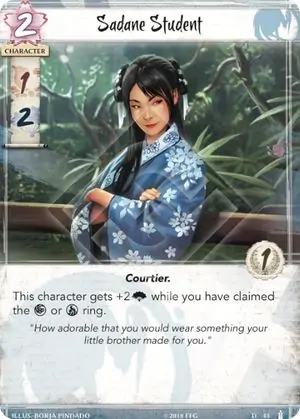 2
Sadane Student
CHARACTER
1
2
1
Courtier.
This character gets +2 while you have claimed
the or ring.
"How adorable that you would wear something your
little brother made for you."
ILLUS: BORJA PINDADO ©2018 FFG